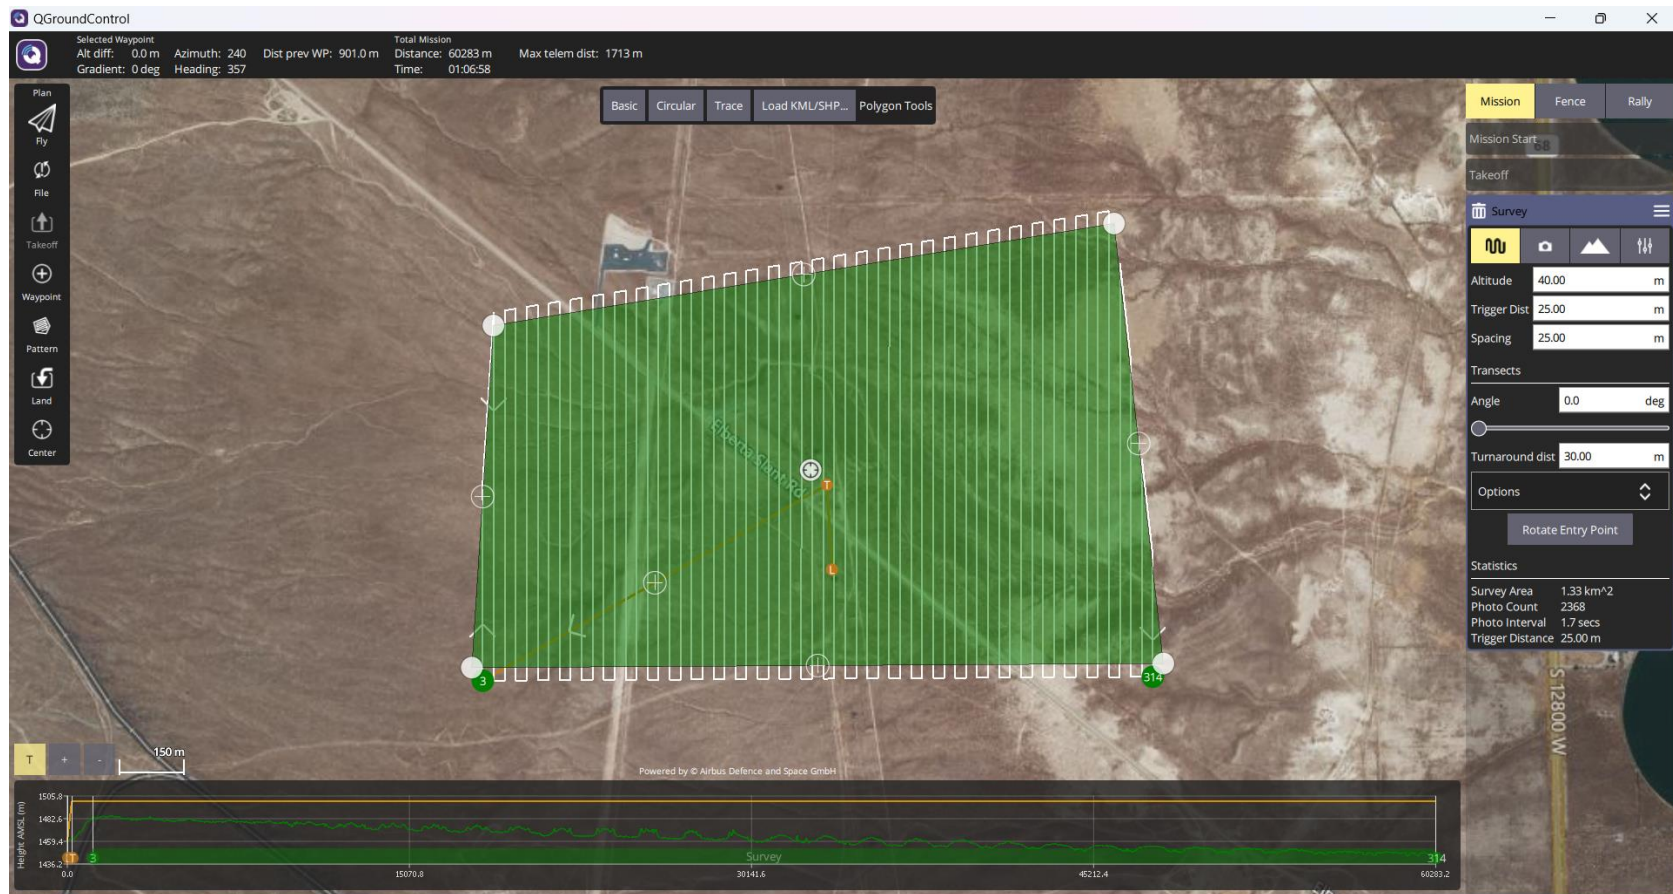 QGroundControl
Selected Waypoint
Alt diff: 0.0 m Azimuth: 240 Dist prev WP: 901.0 m
Gradient: 0 deg Heading: 357
Total Mission
Distance: 60283 m Max telem dist: 1713 m
Time: 01:06:58
Plan
Fly
File
Takeoff
Waypoint
Pattern
Land
Center
Basic Circular Trace Load KML/SHP... Polygon Tools
Mission Fence Rally
Mission Start
68
Takeoff
Survey
Altitude 40.00 m
Trigger Dist 25.00 m
Spacing 25.00 m
Transects
Angle 0.0 deg
Turnaround dist 30.00 m
Options
Rotate Entry Point
Statistics
Survey Area 1.33 km^2
Photo Count 2368
Photo Interval 1.7 secs
Trigger Distance 25.00 m
Elberta Slant Rd
T
L
3
314
S 12800 W
T + -
150 m
Powered by © Airbus Defence and Space GmbH
Height AMSL (m)
1505.8
1482.6
1459.4
1436.2
T 3 Survey 314
0.0 15070.8 30141.6 45212.4 60283.2